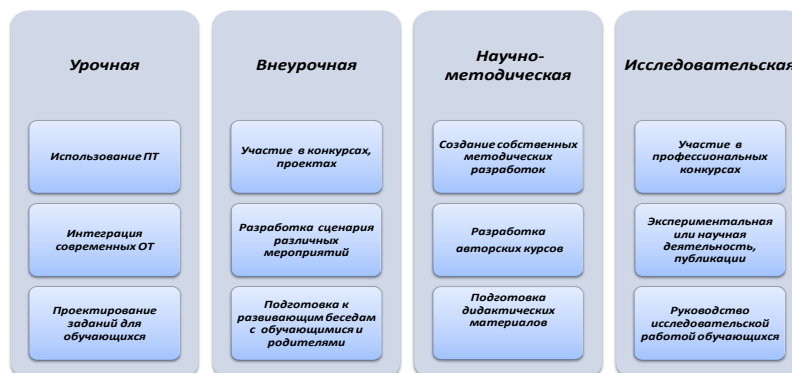 Урочная
Использование ПТ
Интеграция
современных ОТ
Проектирование
заданий для
обучающихся
Внеурочная
Участие в конкурсах,
проектах
Разработка сценария
различных
мероприятий
Подготовка к
развивающим беседам
с обучающимися и
родителями
Научно-
методическая
Создание собственных
методических
разработок
Разработка
авторских курсов
Подготовка
дидактических
материалов
Исследовательская
Участие в
профессиональных
конкурсах
Экспериментальная
или научная
деятельность,
публикации
Руководство
исследовательской
работой обучающихся